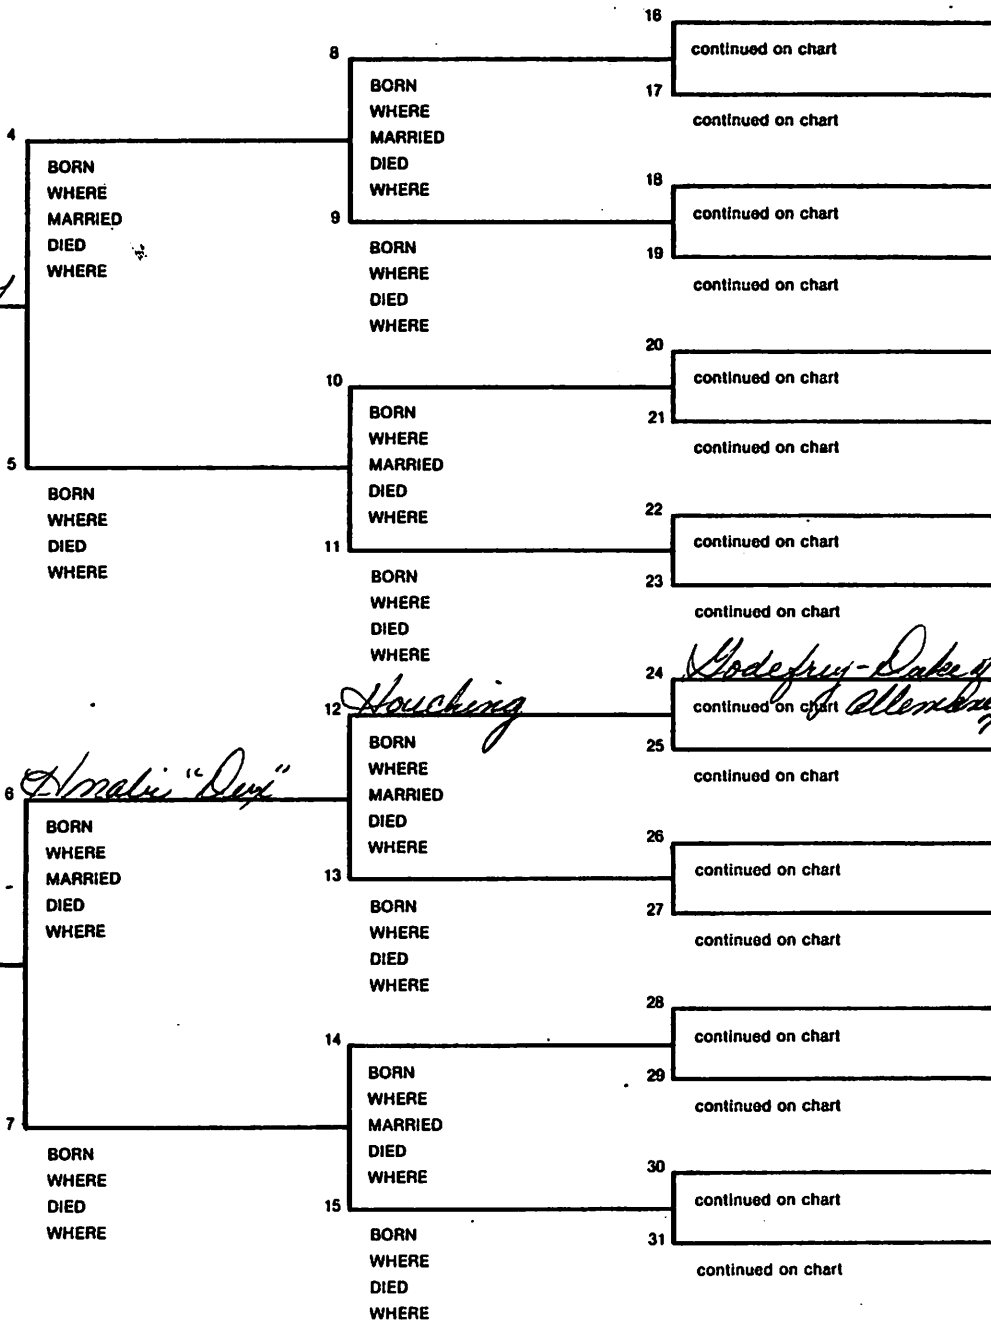 16
continued on chart
17
continued on chart
8
BORN
WHERE
MARRIED
DIED
WHERE
4
BORN
WHERE
MARRIED
DIED
WHERE
18
continued on chart
19
continued on chart
9
BORN
WHERE
DIED
WHERE
20
continued on chart
21
continued on chart
10
BORN
WHERE
MARRIED
DIED
WHERE
5
BORN
WHERE
DIED
WHERE
22
continued on chart
23
continued on chart
11
BORN
WHERE
DIED
WHERE
24 Godefrey - Duke of
continued on chart
25
continued on chart
12 Houching
BORN
WHERE
MARRIED
DIED
WHERE
6
BORN
WHERE
MARRIED
DIED
WHERE
26
continued on chart
27
continued on chart
13
BORN
WHERE
DIED
WHERE
28
continued on chart
29
continued on chart
14
BORN
WHERE
MARRIED
DIED
WHERE
7
BORN
WHERE
DIED
WHERE
30
continued on chart
31
continued on chart
15
BORN
WHERE
DIED
WHERE